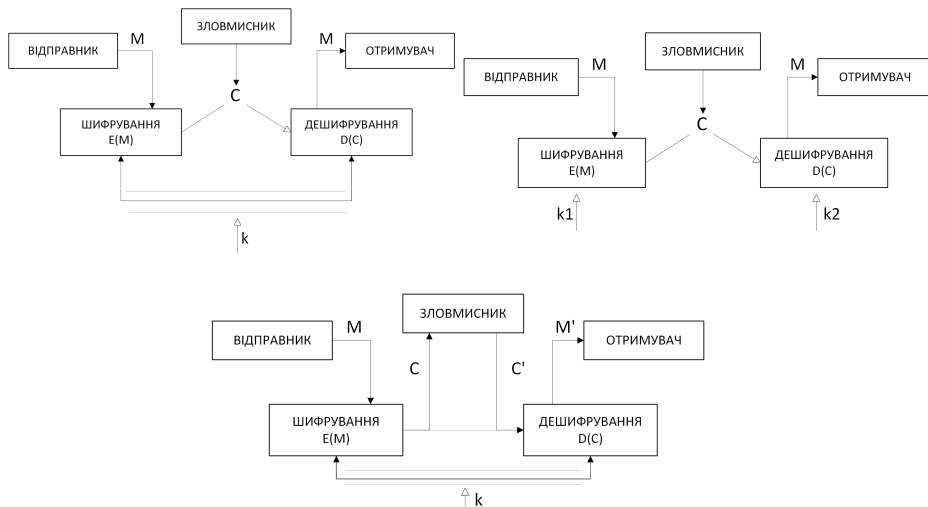 ЗЛОВМИСНИК
ВІДПРАВНИК
M
M
ОТРИМУВАЧ
C
ШИФРУВАННЯ
E(M)
ДЕШИФРУВАННЯ
D(C)
k
ЗЛОВМИСНИК
ВІДПРАВНИК
M
M
ОТРИМУВАЧ
C
ШИФРУВАННЯ
E(M)
ДЕШИФРУВАННЯ
D(C)
k1
k2
ЗЛОВМИСНИК
ВІДПРАВНИК
M
M'
ОТРИМУВАЧ
C
C'
ШИФРУВАННЯ
E(M)
ДЕШИФРУВАННЯ
D(C)
k